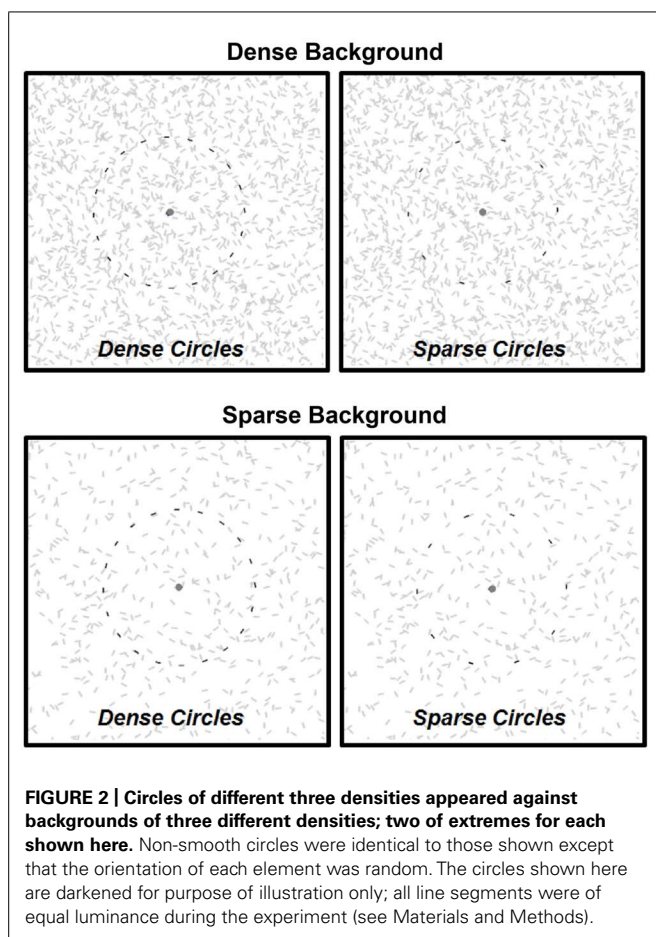 Dense Background
Dense Circles
Sparse Circles
Sparse Background
Dense Circles
Sparse Circles
FIGURE 2 | Circles of different three densities appeared against
backgrounds of three different densities; two of extremes for each
shown here. Non-smooth circles were identical to those shown except
that the orientation of each element was random. The circles shown here
are darkened for purpose of illustration only; all line segments were of
equal luminance during the experiment (see Materials and Methods).